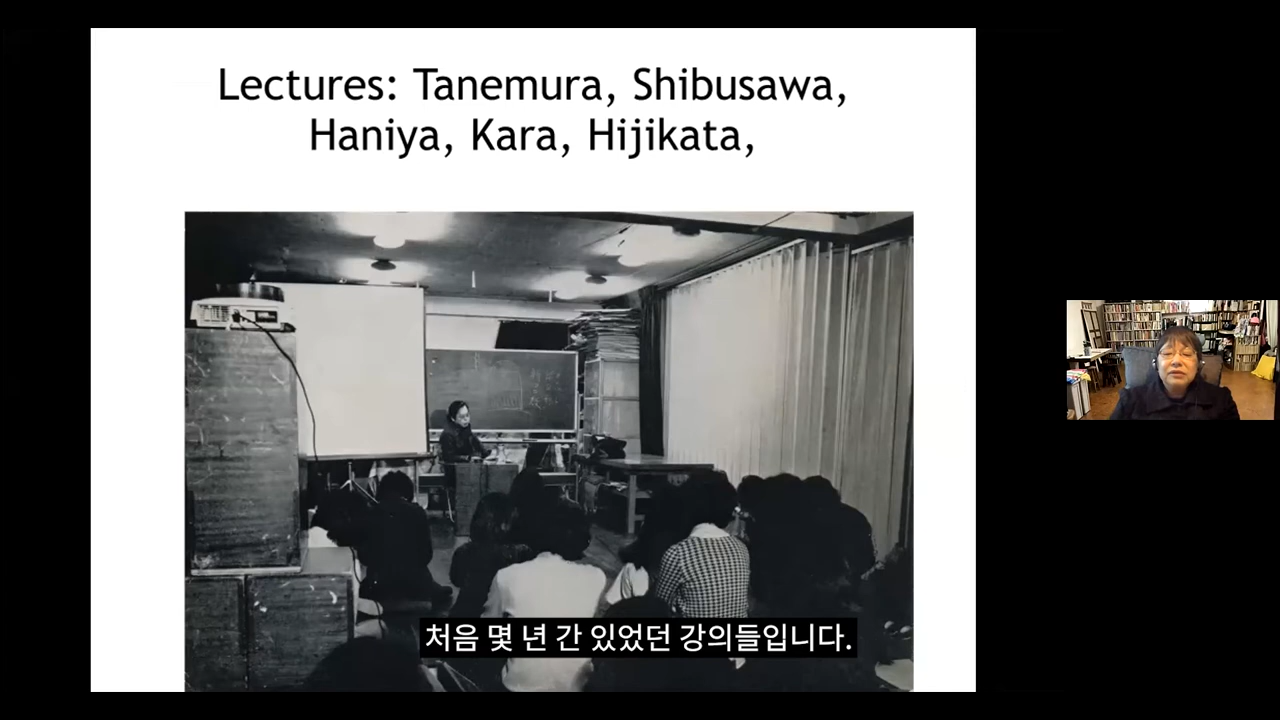 Lectures: Tanemura, Shibusawa,
Haniya, Kara, Hijikata,
처음 몇 년 간 있었던 강의들입니다.